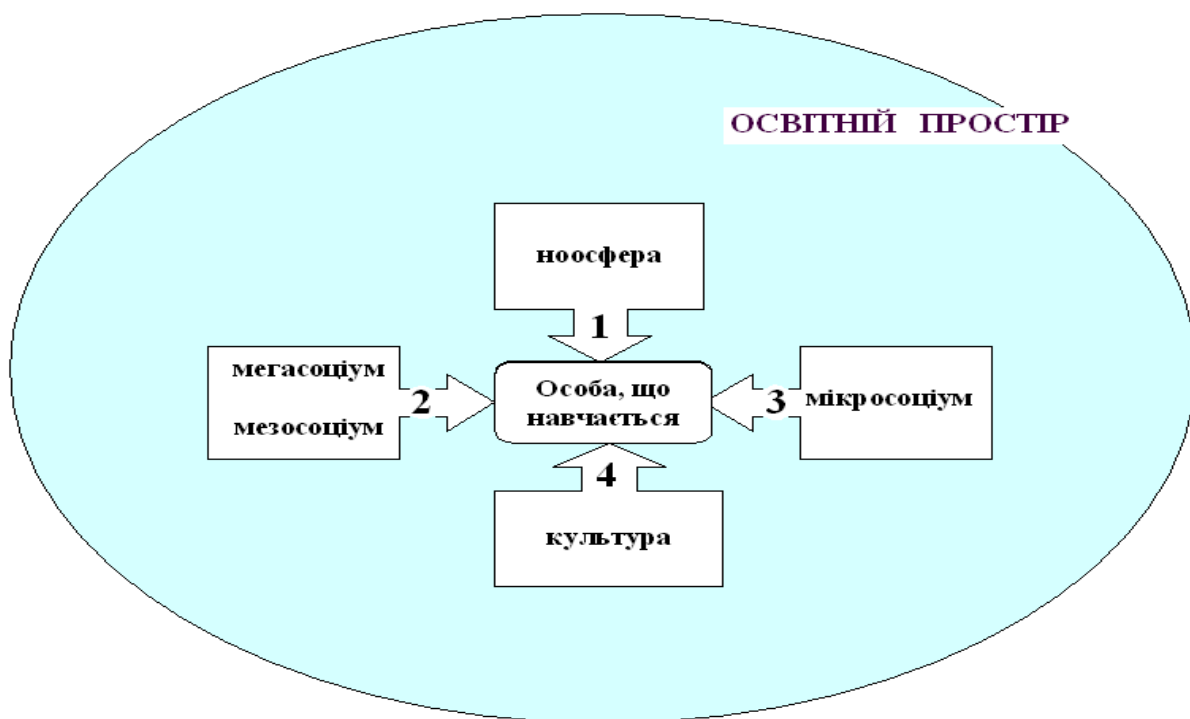 ОСВІТНІЙ ПРОСТІР
ноосфера
1
мегасоціум
мезосоціум
2
Особа, що
навчається
3
мікросоціум
4
культура